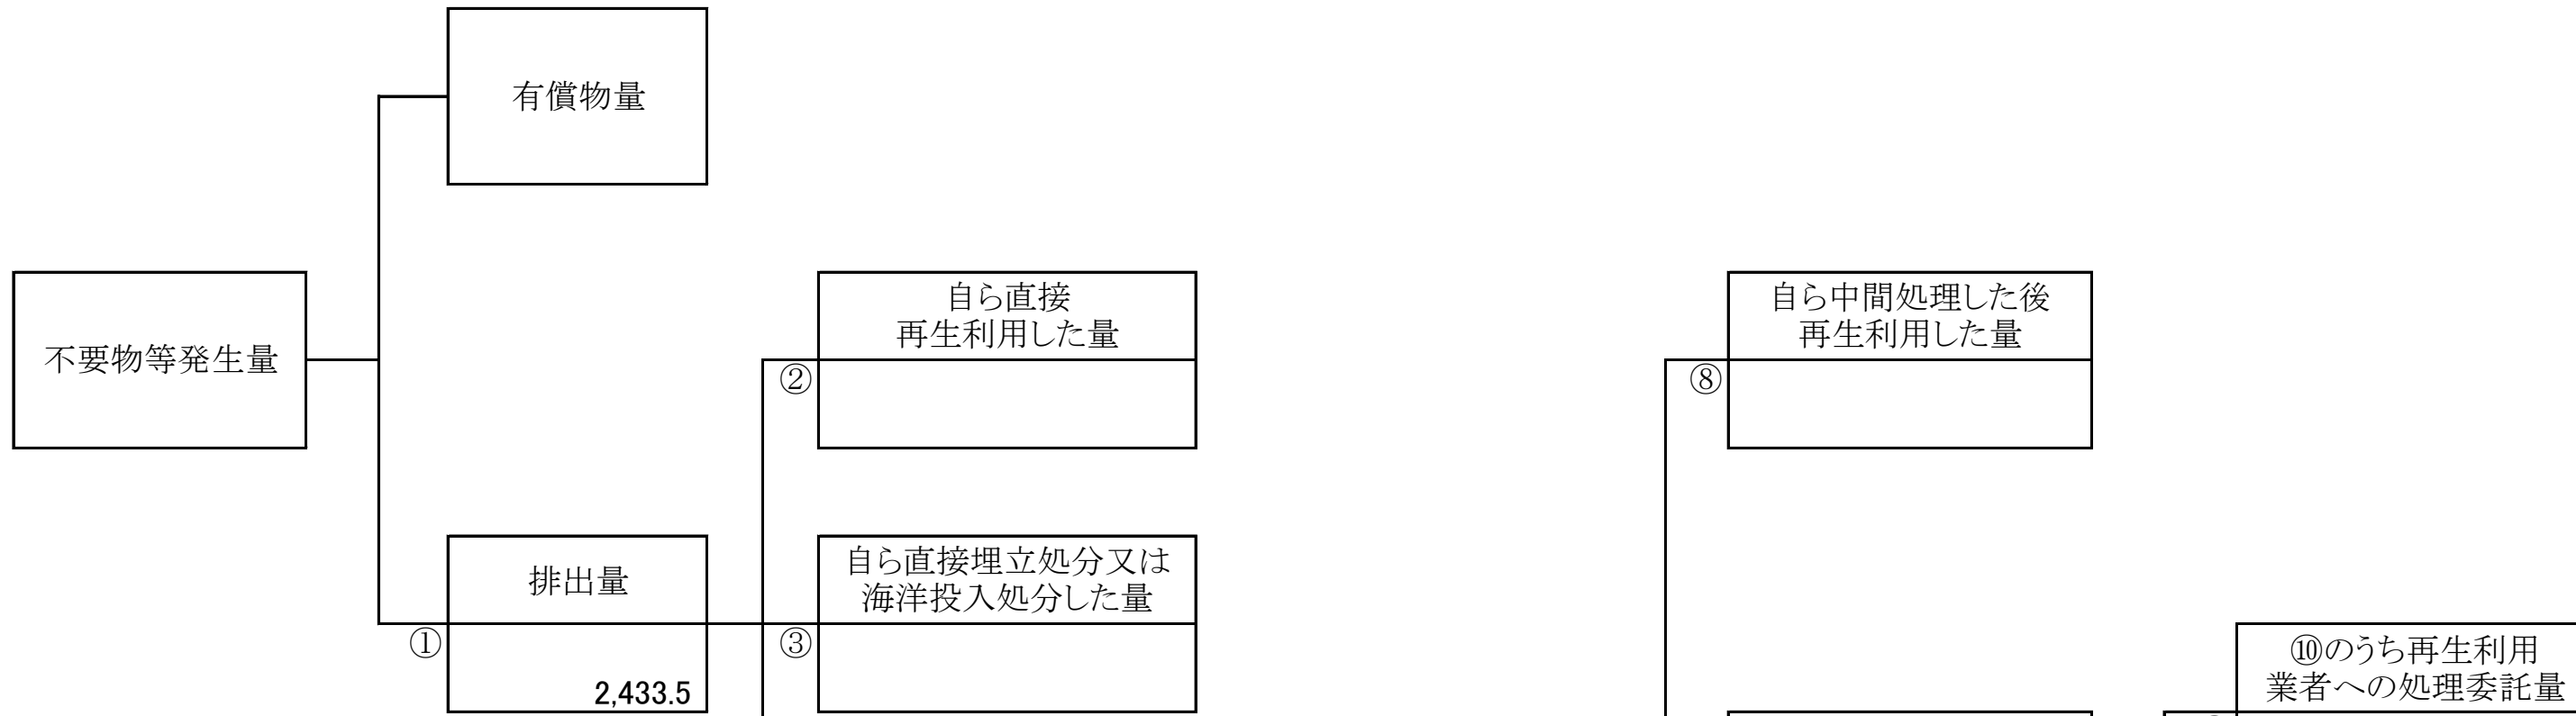 有償物量
不要物等発生量
自ら直接
再生利用した量
②
自ら中間処理した後
再生利用した量
⑧
排出量
①
2,433.5
自ら直接埋立処分又は
海洋投入処分した量
③
⑩のうち再生利用
業者への処理委託量